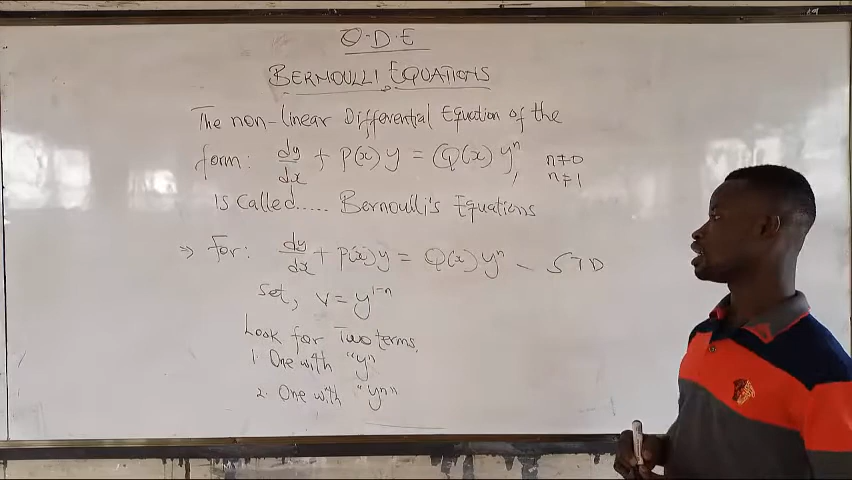 O.D.E
BERNOULLI EQUATIONS
The non-linear Differential Equation of the
form: dy/dx + P(x)y = Q(x)y^n, n≠0
n≠1
is called..... Bernoulli's Equations
⇒ For: dy/dx + P(x)y = Q(x)y^n - STD
Set, v = y^1-n
Look for Two terms.
1. One with "y"
2. One with "y^n"